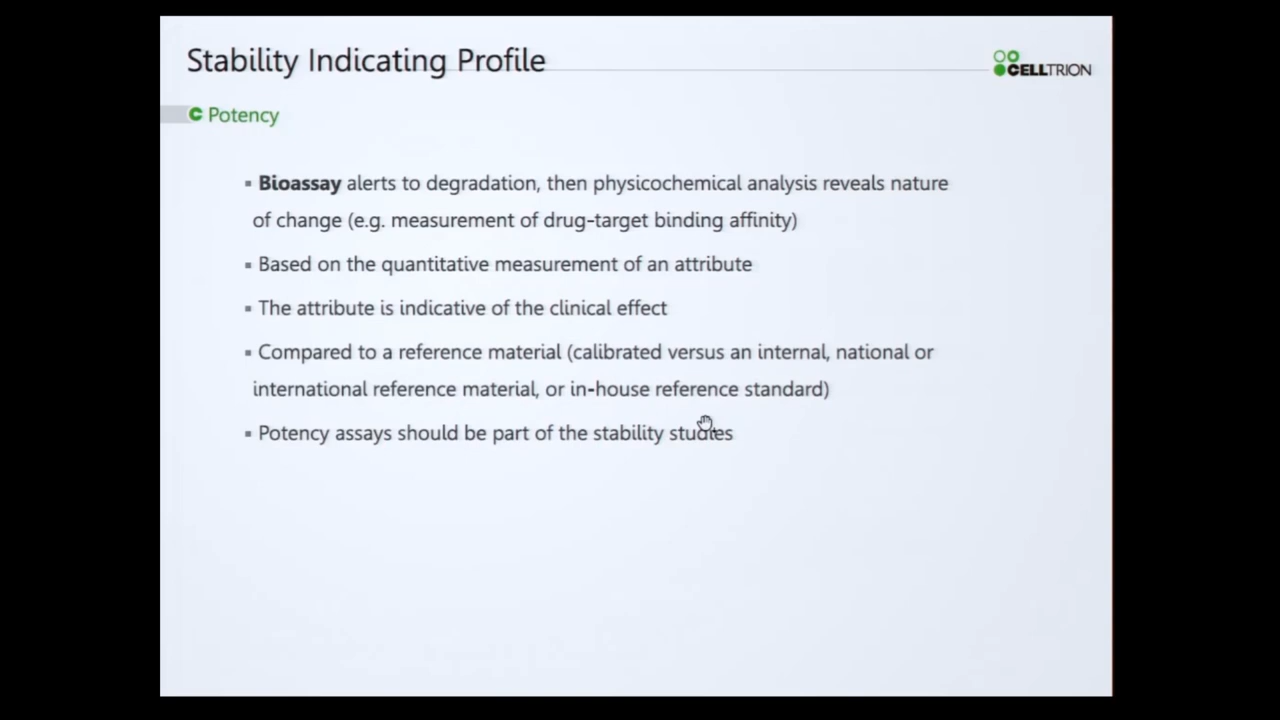 Stability Indicating Profile
CELLTRION
C Potency
▪ Bioassay alerts to degradation, then physicochemical analysis reveals nature
of change (e.g. measurement of drug-target binding affinity)
▪ Based on the quantitative measurement of an attribute
▪ The attribute is indicative of the clinical effect
▪ Compared to a reference material (calibrated versus an internal, national or
international reference material, or in-house reference standard)
▪ Potency assays should be part of the stability studies